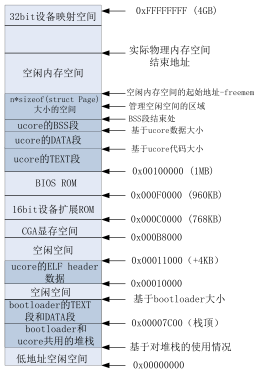 32bit设备映射空间
0xFFFFFFFF (4GB)
实际物理内存空间
结束地址
空闲内存空间
空闲内存空间的起始地址-freemem
n*sizeof(struct Page)
大小的空间
管理空闲空间的区域
BSS段结束处
ucore的BSS段
基于ucore数据大小
ucore的DATA段
基于ucore代码大小
ucore的TEXT段
0x00100000 (1MB)
BIOS ROM
0x000F0000 (960KB)
16bit设备扩展ROM
0x000C0000 (768KB)
CGA显存空间
0x000B8000
空闲空间
0x00011000 (+4KB)
ucore的ELF header
数据
0x00010000
空闲空间
基于bootloader大小
bootloader的TEXT
段和DATA段
0x00007C00 (栈顶)
bootloader和
ucore共用的堆栈
基于对堆栈的使用情况
低地址空闲空间
0x00000000